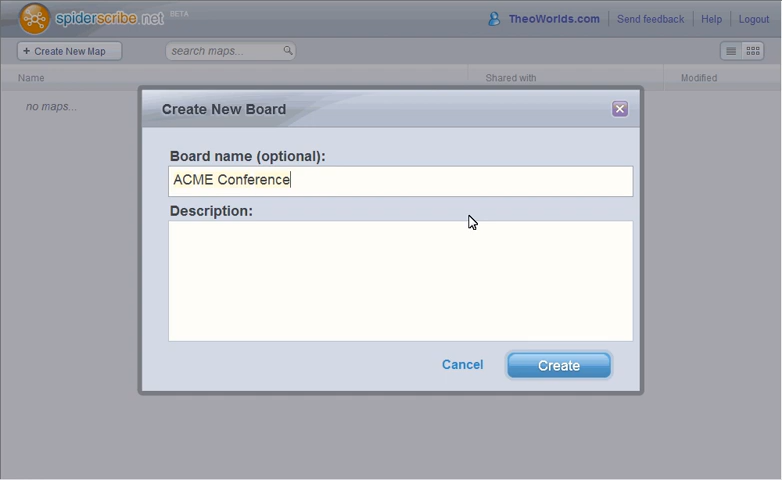 spiderscribe.net BETA
TheoWorlds.com Send feedback Help Logout
+ Create New Map search maps...
Name Shared with Modified
no maps...
Create New Board
Board name (optional):
ACME Conference
Description:
Cancel Create